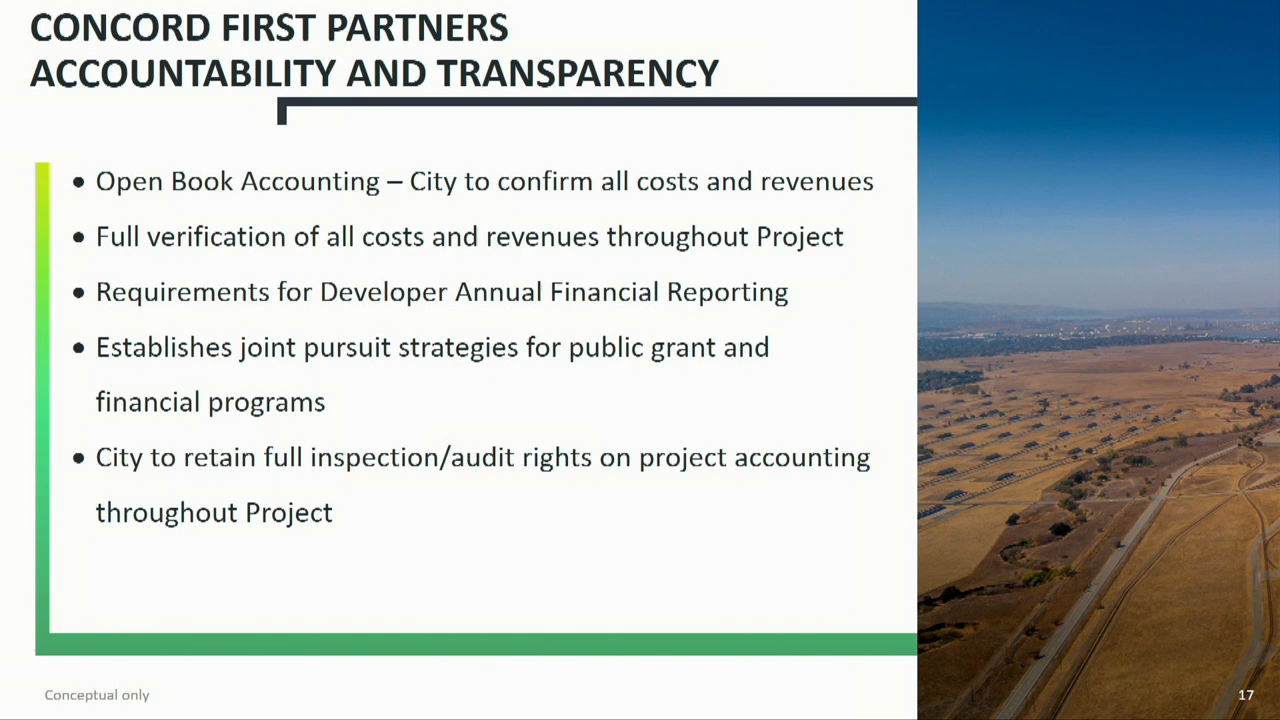 CONCORD FIRST PARTNERS
ACCOUNTABILITY AND TRANSPARENCY
• Open Book Accounting – City to confirm all costs and revenues
• Full verification of all costs and revenues throughout Project
• Requirements for Developer Annual Financial Reporting
• Establishes joint pursuit strategies for public grant and
financial programs
• City to retain full inspection/audit rights on project accounting
throughout Project
Conceptual only
17